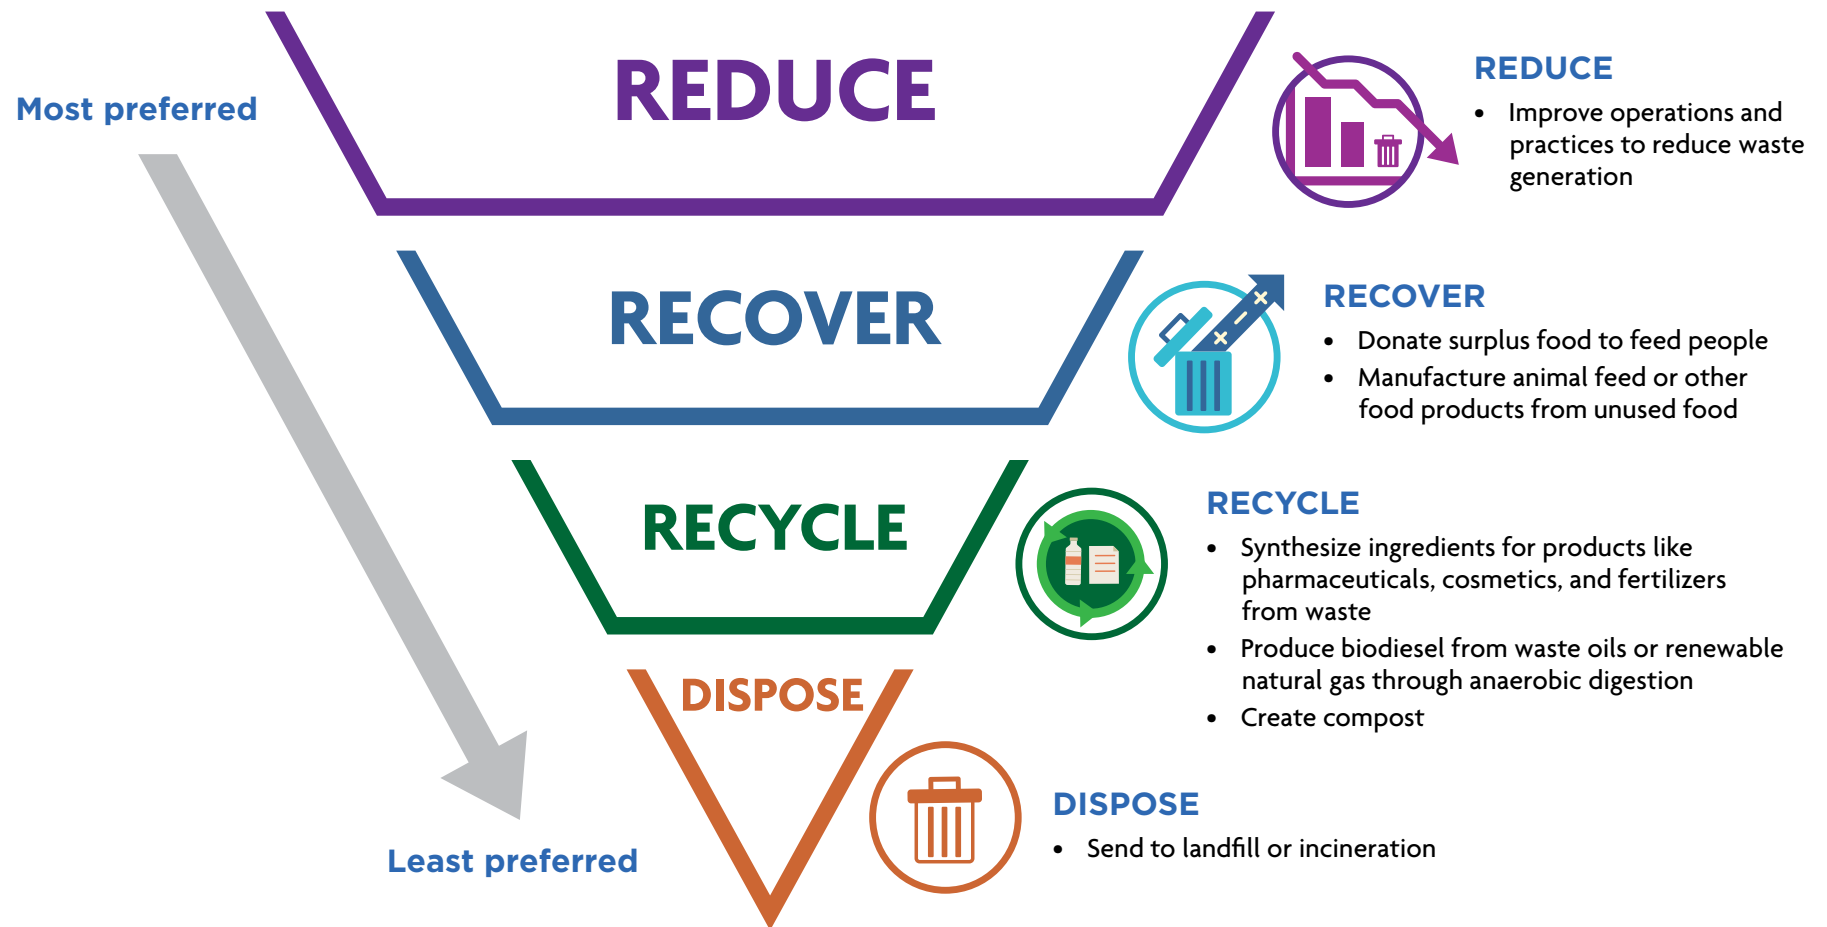 Most preferred
REDUCE
REDUCE
• Improve operations and
practices to reduce waste
generation
RECOVER
RECOVER
• Donate surplus food to feed people
• Manufacture animal feed or other
food products from unused food
RECYCLE
RECYCLE
• Synthesize ingredients for products like
pharmaceuticals, cosmetics, and fertilizers
from waste
• Produce biodiesel from waste oils or renewable
natural gas through anaerobic digestion
• Create compost
DISPOSE
DISPOSE
• Send to landfill or incineration
Least preferred